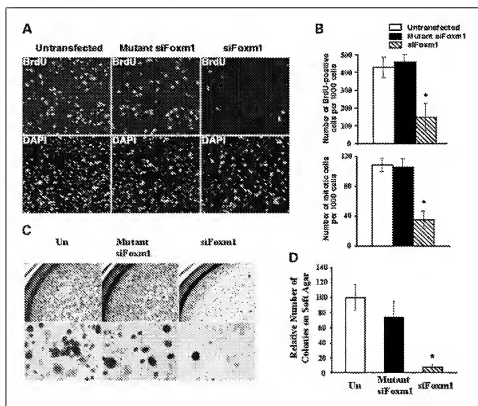 A
Untransfected Mutant siFoxm1 siFoxm1
BrdU BrdU BrdU
DAPI DAPI DAPI
B
Untransfected
Mutant siFoxm1
siFoxm1
Number of BrdU-positive
cells per 1000 cells
500
400
300
200
100
0
*
Number of mitotic cells
per 1000 cells
120
80
40
0
*
C
Un Mutant siFoxm1
siFoxm1
D
Relative Number of
Colonies on Soft Agar
140
120
100
80
60
40
20
0
*
Un Mutant siFoxm1
siFoxm1